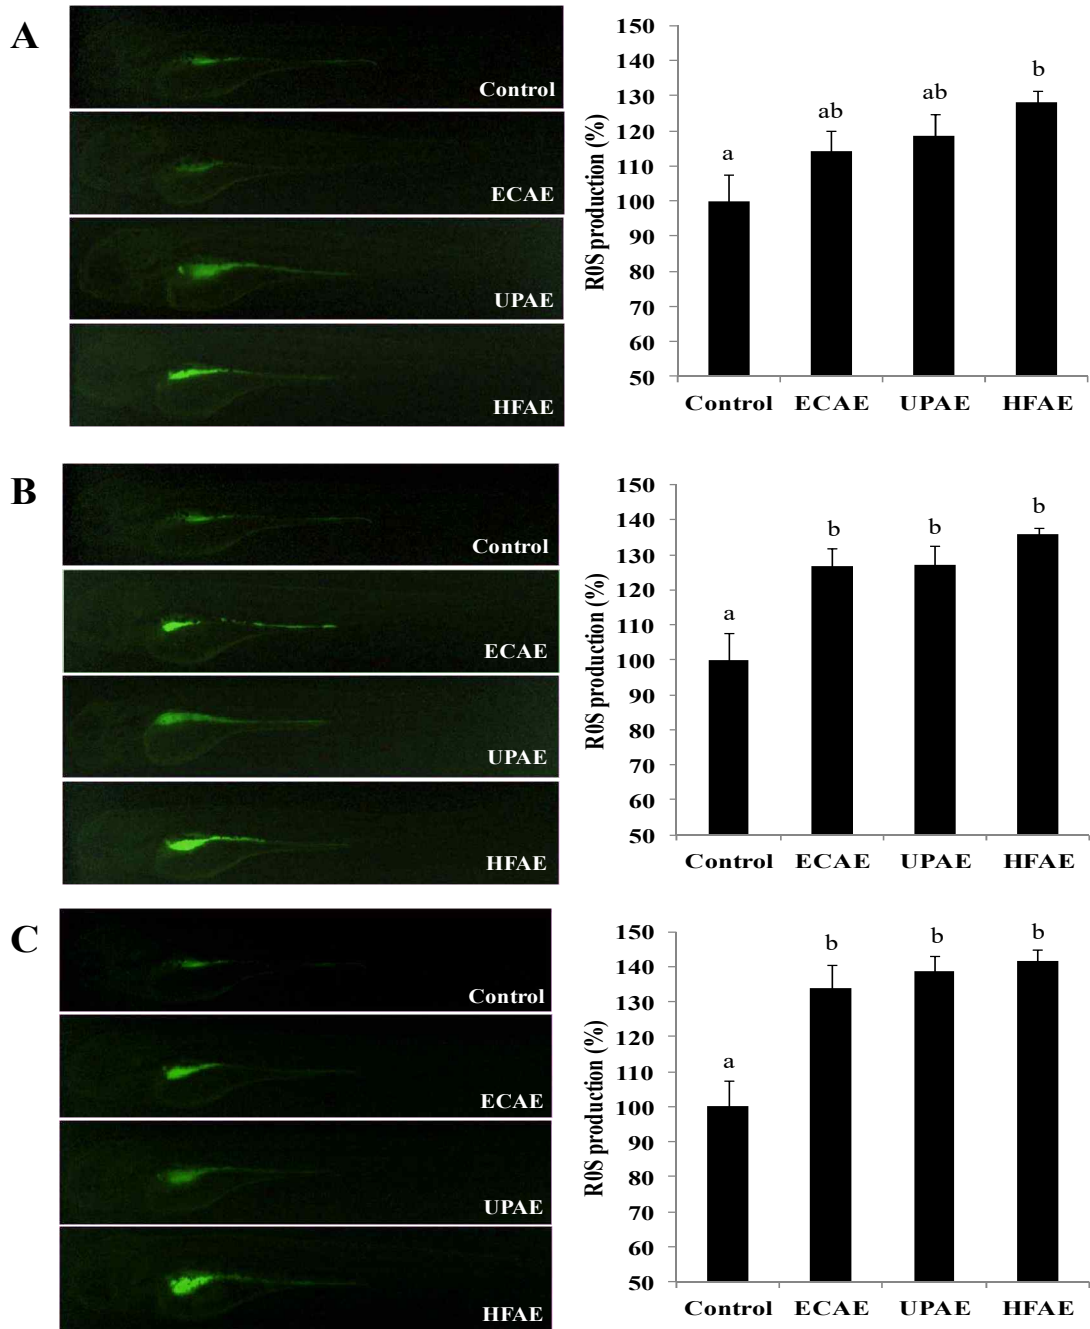 A
Control
ECAE
UPAE
HFAE
R0S production (%)
150
140
130
120
110
100
90
80
70
60
50
a
ab
ab
b
Control ECAE UPAE HFAE
B
Control
ECAE
UPAE
HFAE
R0S production (%)
150
140
130
120
110
100
90
80
70
60
50
a
b
b
b
Control ECAE UPAE HFAE
C
Control
ECAE
UPAE
HFAE
R0S production (%)
150
140
130
120
110
100
90
80
70
60
50
a
b
b
b
Control ECAE UPAE HFAE